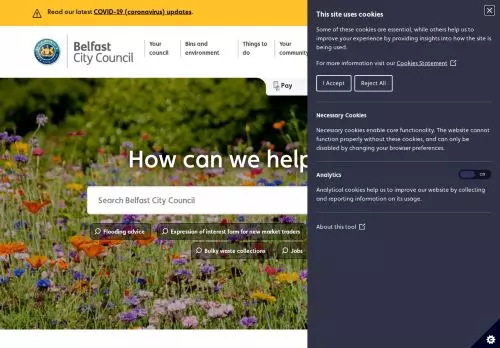 Read our latest COVID-19 (coronavirus) updates.
Belfast
City Council
Your
council
Bins and
environment
Things to
do
Your
community
Pay
How can we help
Search Belfast City Council
Flooding advice
Expression of interest form for new market traders
Bulky waste collections
Jobs
This site uses cookies
Some of these cookies are essential, while others help us to
improve your experience by providing insights into how the site is
being used.
For more information visit our Cookies Statement
I Accept
Reject All
Necessary Cookies
Necessary cookies enable core functionality. The website cannot
function properly without these cookies, and can only be
disabled by changing your browser preferences.
Analytics
Off
Analytical cookies help us to improve our website by collecting
and reporting information on its usage.
About this tool